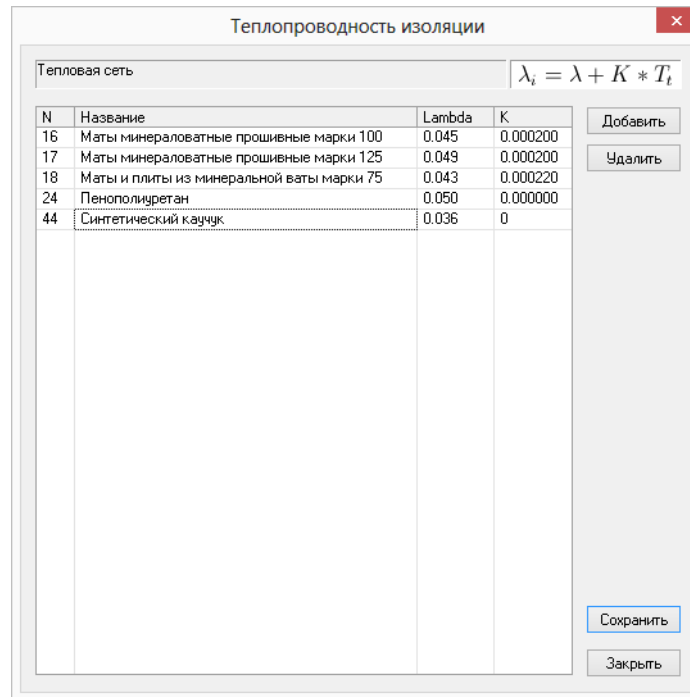 Теплопроводность изоляции
Тепловая сеть λᵢ = λ + K * Tₜ
N Название Lambda K
16 Маты минераловатные прошивные марки 100 0.045 0.000200
17 Маты минераловатные прошивные марки 125 0.049 0.000200
18 Маты и плиты из минеральной ваты марки 75 0.043 0.000220
24 Пенополиуретан 0.050 0.000000
44 Синтетический каучук 0.036 0
Добавить
Удалить
Сохранить
Закрыть